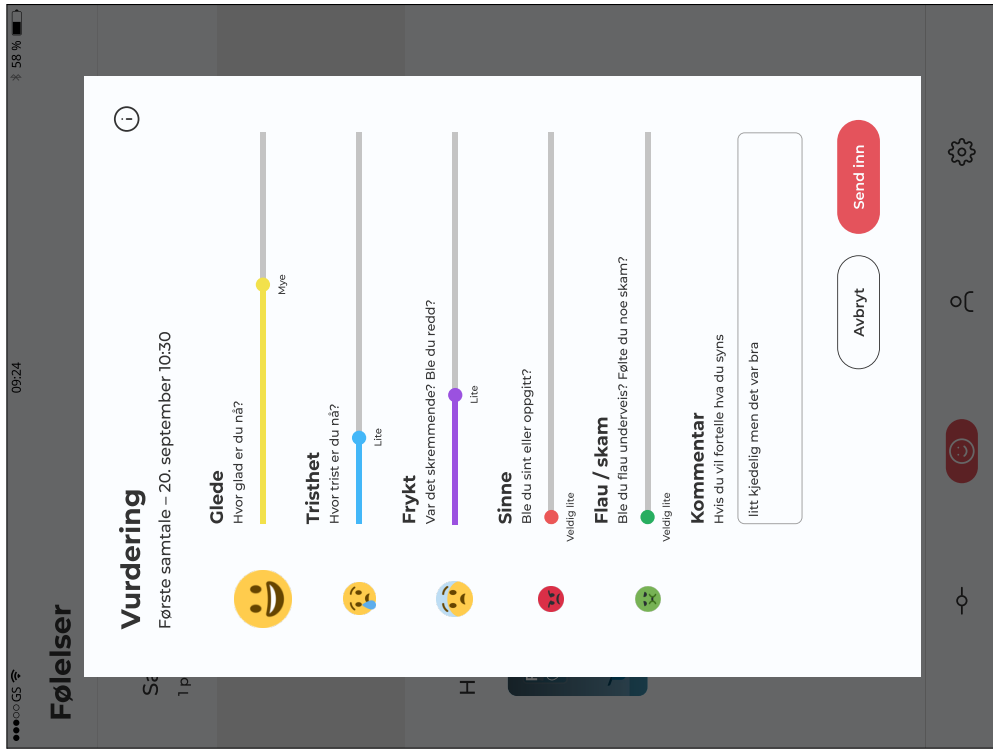 ●●●○○ GS
09:24
58 %
Følelser
Sa
1 p
H
Vurdering
Første samtale – 20. september 10:30
i
Glede
Hvor glad er du nå?
Mye
Tristhet
Hvor trist er du nå?
Lite
Frykt
Var det skremmende? Ble du redd?
Lite
Sinne
Ble du sint eller oppgitt?
Veldig lite
Flau / skam
Ble du flau underveis? Følte du noe skam?
Veldig lite
Kommentar
Hvis du vil fortelle hva du syns
litt kjedelig men det var bra
Avbryt
Send inn